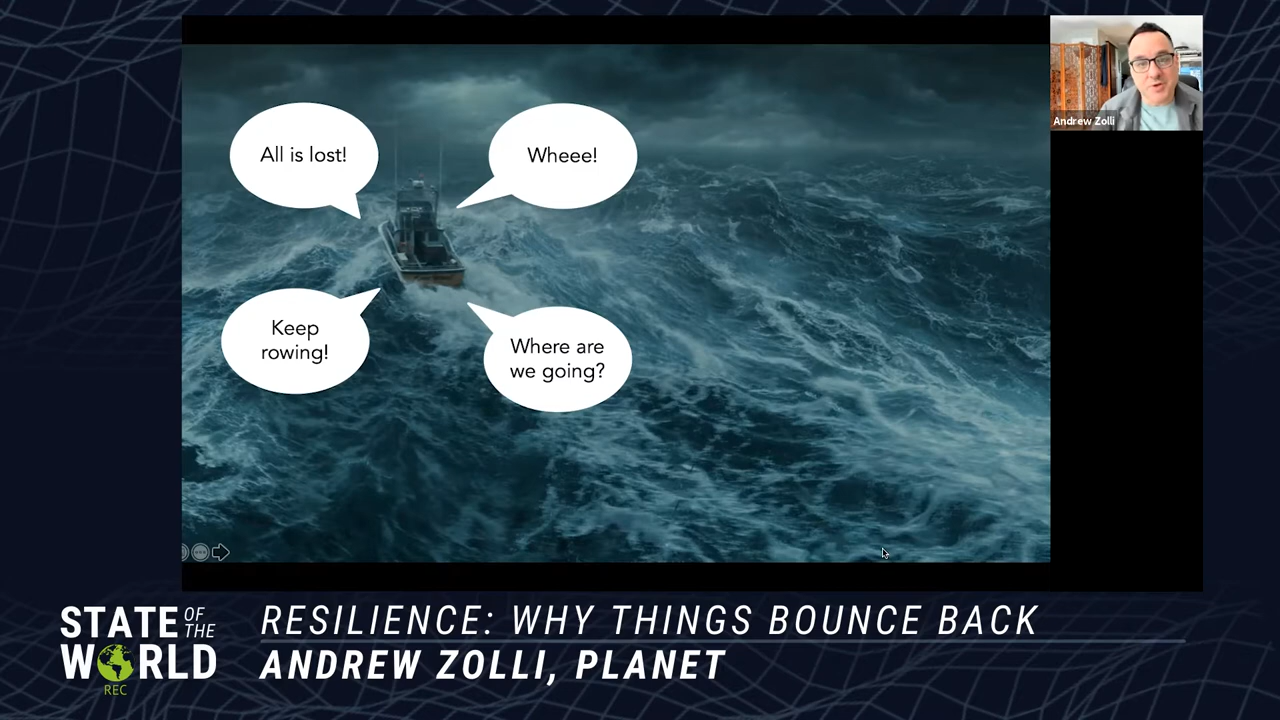 Andrew Zolli
All is lost!
Wheee!
Keep
rowing!
Where are
we going?
STATE OF THE
WORLD
REC
RESILIENCE: WHY THINGS BOUNCE BACK
ANDREW ZOLLI, PLANET